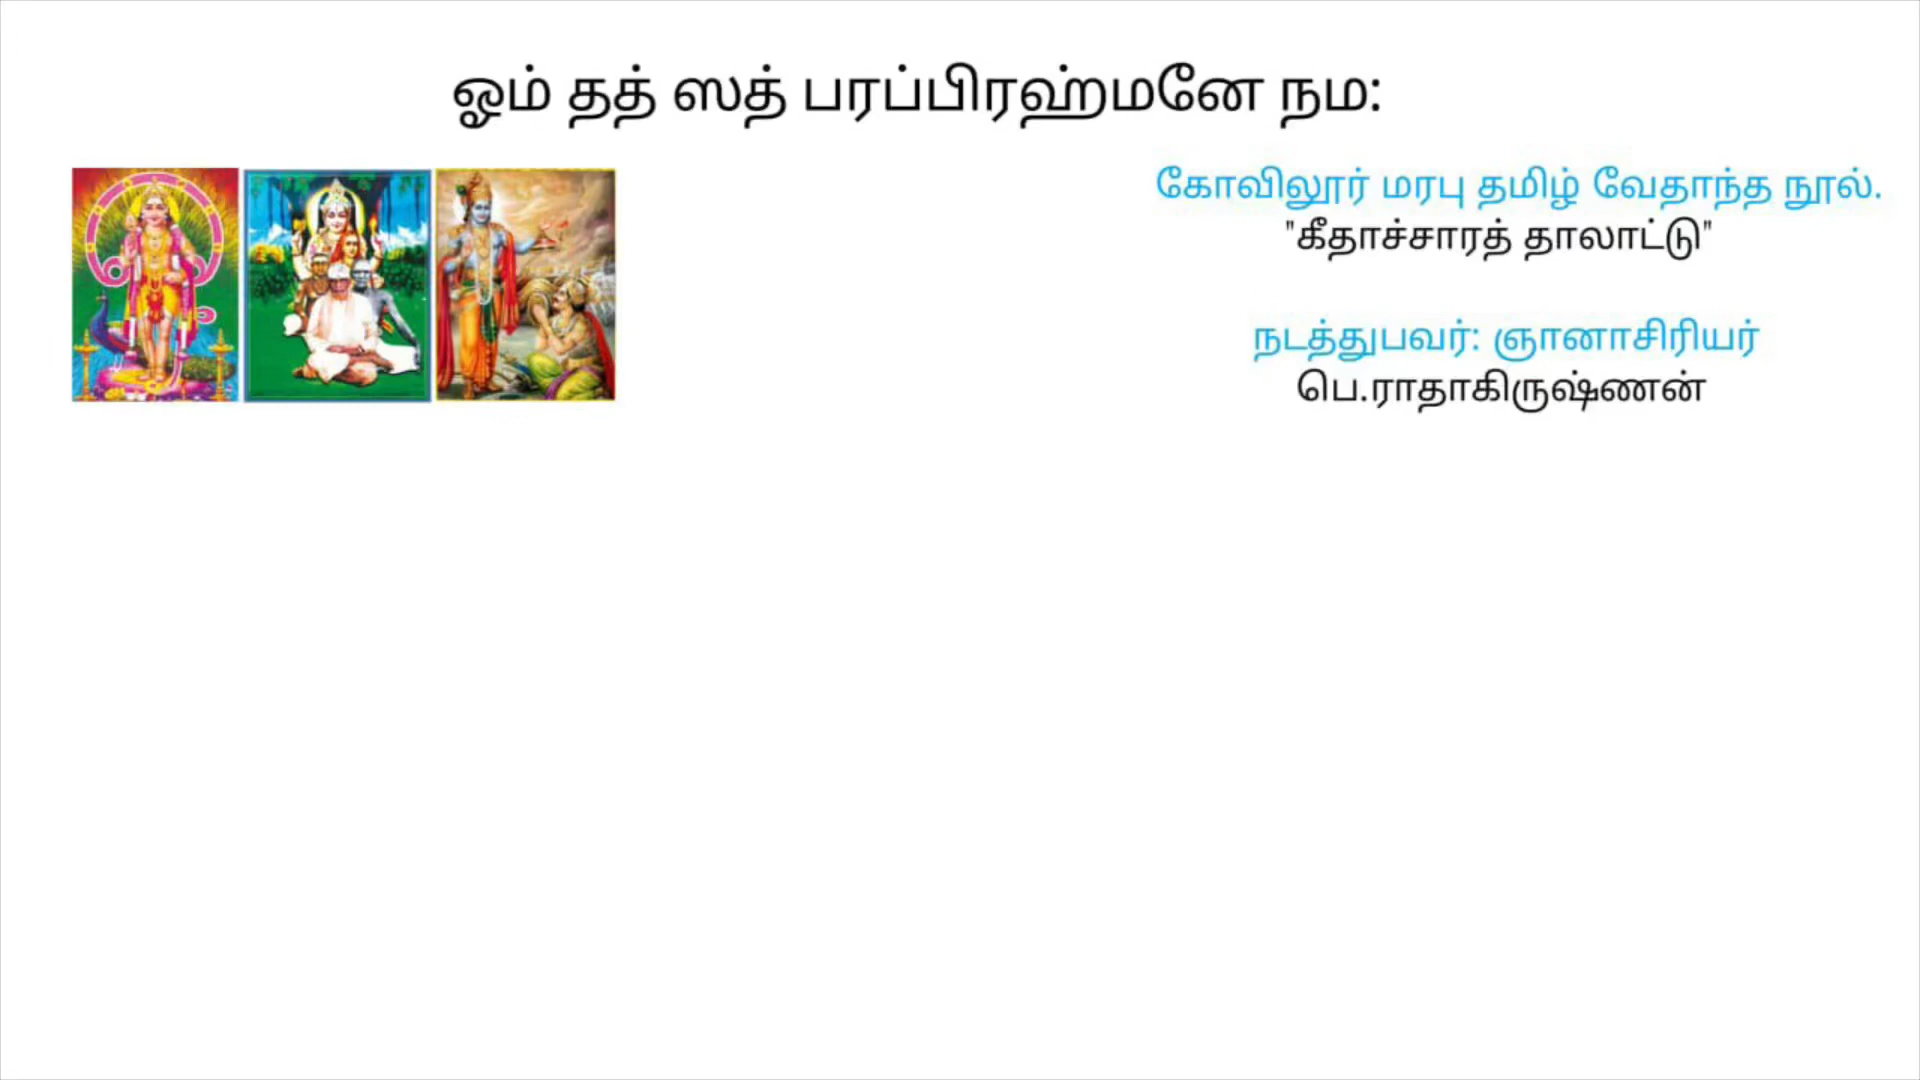 ஓம் தத் ஸத் பரப்பிரஹ்மனே நம:
கோவிலூர் மரபு தமிழ் வேதாந்த நூல்.
"கீதாச்சாரத் தாலாட்டு"
நடத்துபவர்: ஞானாசிரியர்
பெ.ராதாகிருஷ்ணன்